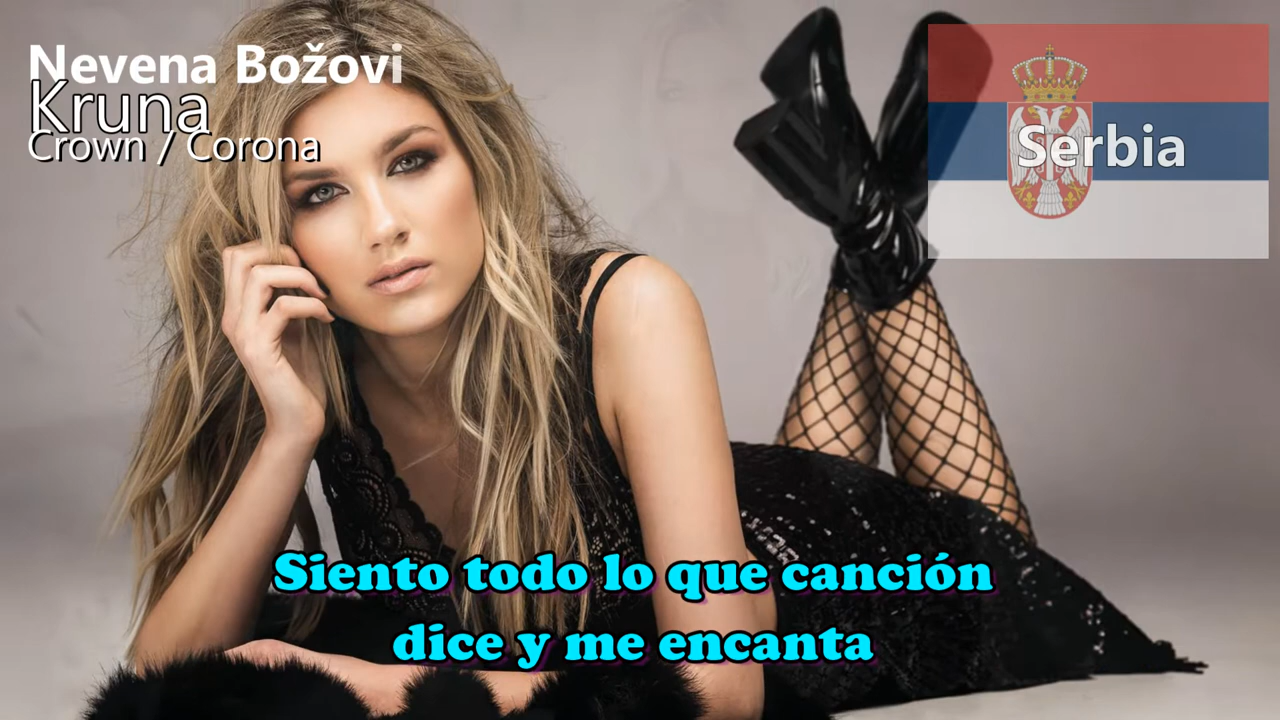 Nevena Božovi
Kruna
Crown / Corona
Serbia
Siento todo lo que canción
dice y me encanta